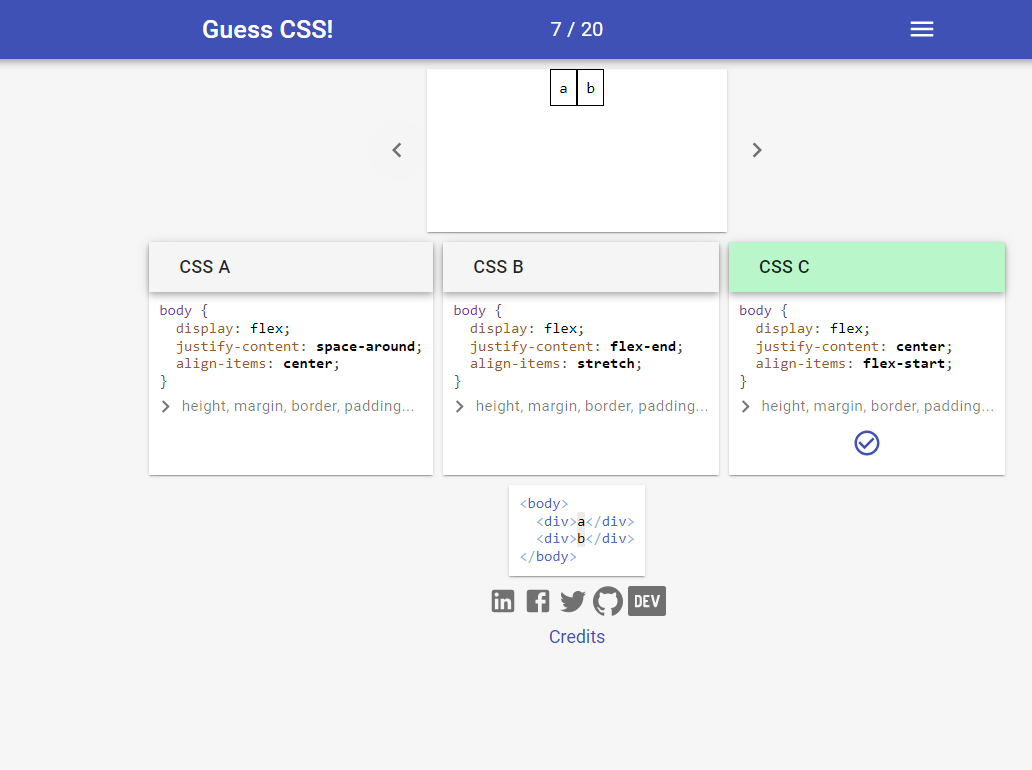 Guess CSS!
7 / 20
a b
CSS A
body {
  display: flex;
  justify-content: space-around;
  align-items: center;
}
height, margin, border, padding...
CSS B
body {
  display: flex;
  justify-content: flex-end;
  align-items: stretch;
}
height, margin, border, padding...
CSS C
body {
  display: flex;
  justify-content: center;
  align-items: flex-start;
}
height, margin, border, padding...
<body>
  <div>a</div>
  <div>b</div>
</body>
in f DEV
Credits